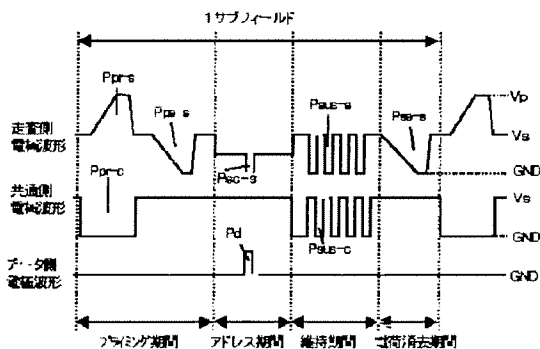 1サブフィールド
Ppr-s
Ppe-s
Psus-s
Pse-s
Vp
Vs
GND
走査側
電極波形
Ppr-c
Psc-s
共通側
電極波形
Vs
GND
Pd
Psus-c
データ側
電極波形
GND
プライミング期間
アドレス期間
維持期間
電荷消去期間